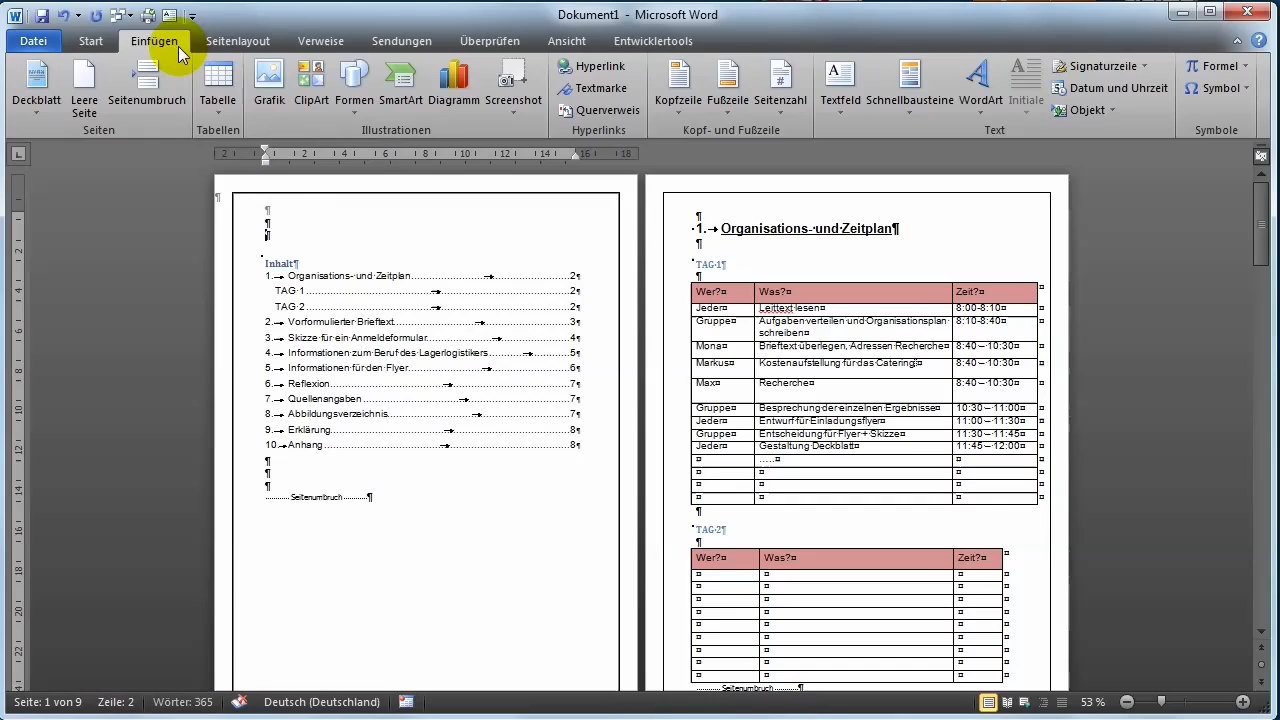 Dokument1 - Microsoft Word
Datei Start Einfügen Seitenlayout Verweise Sendungen Überprüfen Ansicht Entwicklertools
Deckblatt Leere Seite Seitenumbruch Tabelle Grafik ClipArt Formen SmartArt Diagramm Screenshot
Hyperlink
Textmarke
Querverweis
Kopfzeile Fußzeile Seitenzahl Textfeld Schnellbausteine WordArt Initiale
Signaturzeile
Datum und Uhrzeit
Objekt
Formel
Symbol
Seiten Tabellen Illustrationen Hyperlinks Kopf- und Fußzeile Text Symbole
2 2 4 6 8 10 12 14 16 18
Inhalt¶
1. Organisations- und Zeitplan 2¶
TAG 1 2¶
TAG 2 2¶
2. Vorformulierter Brieftext 3¶
3. Skizze für ein Anmeldeformular 4¶
4. Informationen zum Beruf des Lagerlogistikers 5¶
5. Informationen für den Flyer 6¶
6. Reflexion 7¶
7. Quellenangaben 7¶
8. Abbildungsverzeichnis 7¶
9. Erklärung 8¶
10. Anhang 8¶
Seitenumbruch
1. Organisations- und Zeitplan¶
TAG 1¶
Wer?¤ Was?¤ Zeit?¤
Jeder¤ Leittext lesen¤ 8:00-8:10¤
Gruppe¤ Aufgaben verteilen und Organisationsplan schreiben¤ 8:10-8:40¤
Mona¤ Brieftext überlegen, Adressen Recherche¤ 8:40 – 10:30¤
Markus¤ Kostenaufstellung für das Catering¤ 8:40 – 10:30¤
Max¤ Recherche¤ 8:40 – 10:30¤
Gruppe¤ Besprechung der einzelnen Ergebnisse¤ 10:30 – 11:00¤
Jeder¤ Entwurf für Einladungsflyer¤ 11:00 – 11:30¤
Gruppe¤ Entscheidung für Flyer + Skizze¤ 11:30 – 11:45¤
Jeder¤ Gestaltung Deckblatt¤ 11:45 – 12:00¤
¤ .....¤ ¤
TAG 2¶
Wer?¤ Was?¤ Zeit?¤
Seitenumbruch
Seite: 1 von 9 Zeile: 2 Wörter: 365 Deutsch (Deutschland) 53 %